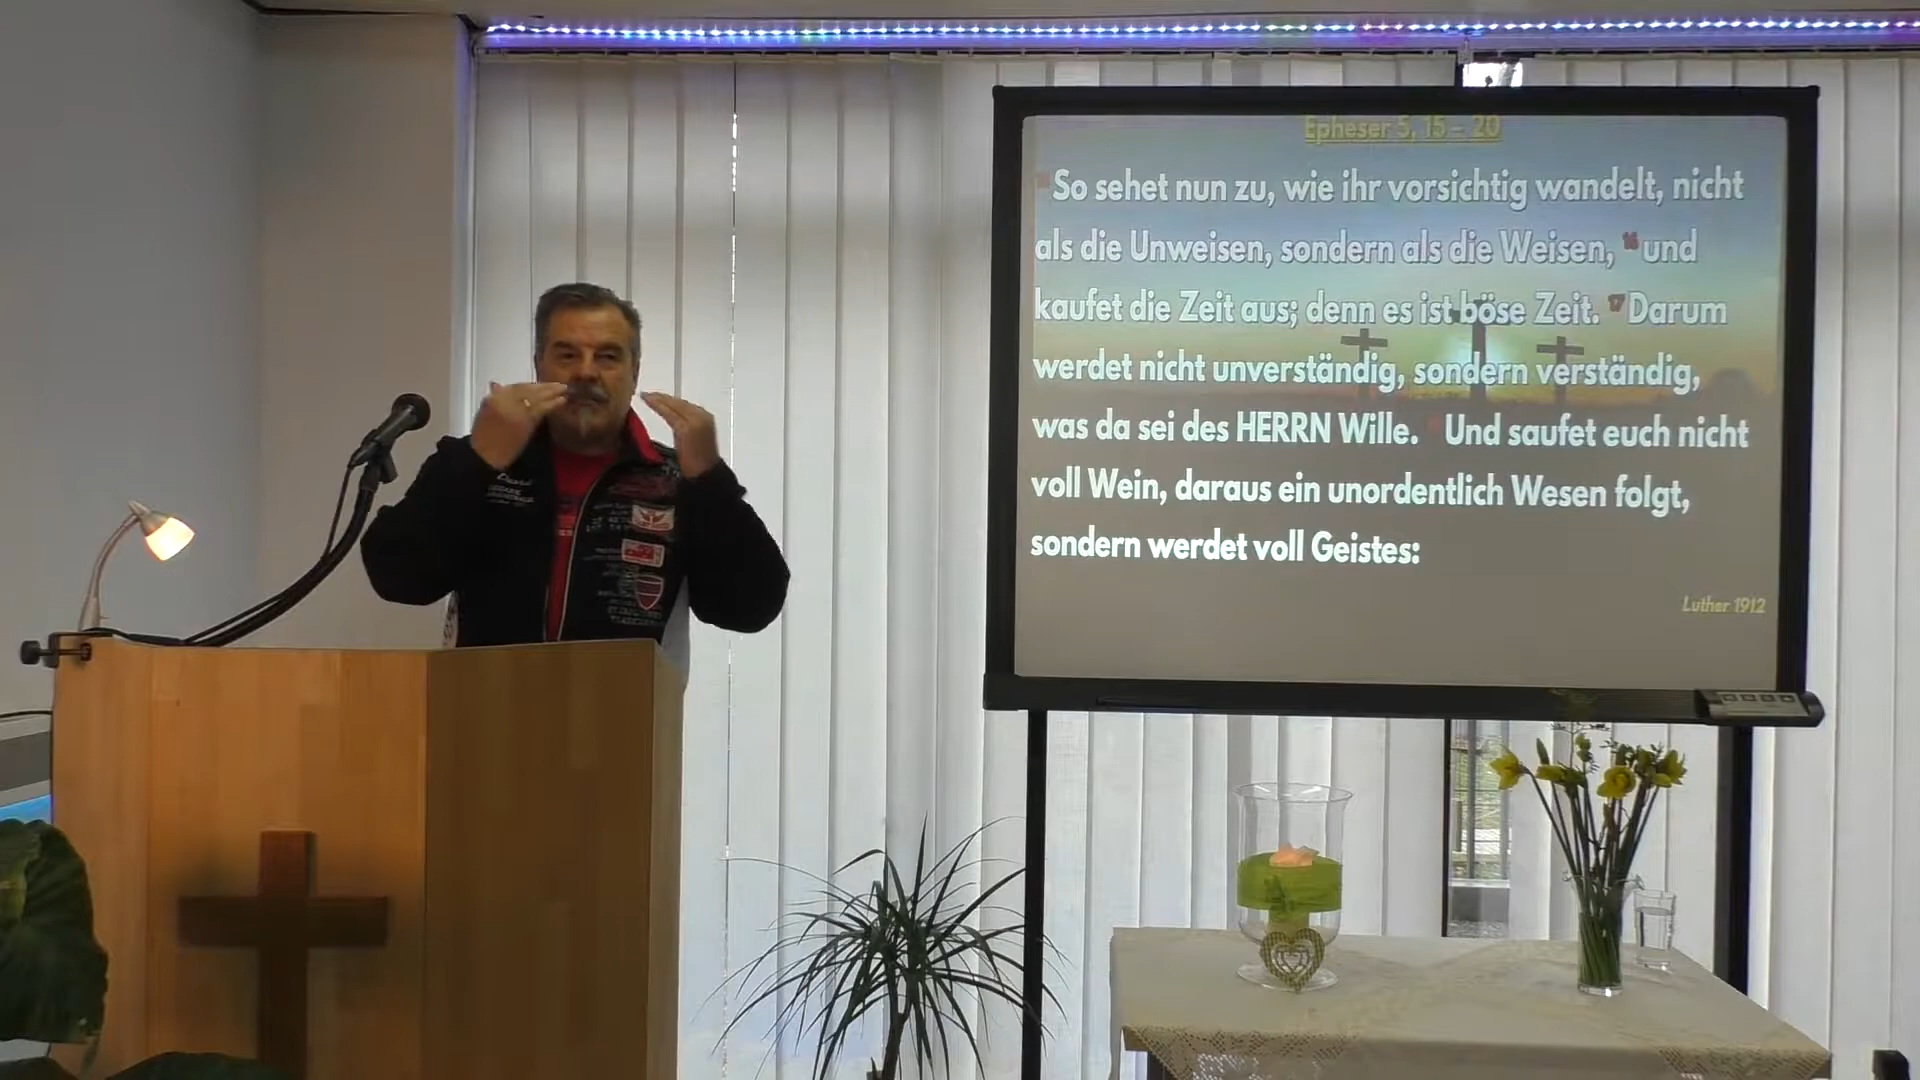 Epheser 5, 15 – 20
So sehet nun zu, wie ihr vorsichtig wandelt, nicht
als die Unweisen, sondern als die Weisen, 16 und
kaufet die Zeit aus; denn es ist böse Zeit. 17 Darum
werdet nicht unverständig, sondern verständig,
was da sei des HERRN Wille. Und saufet euch nicht
voll Wein, daraus ein unordentlich Wesen folgt,
sondern werdet voll Geistes:
Luther 1912